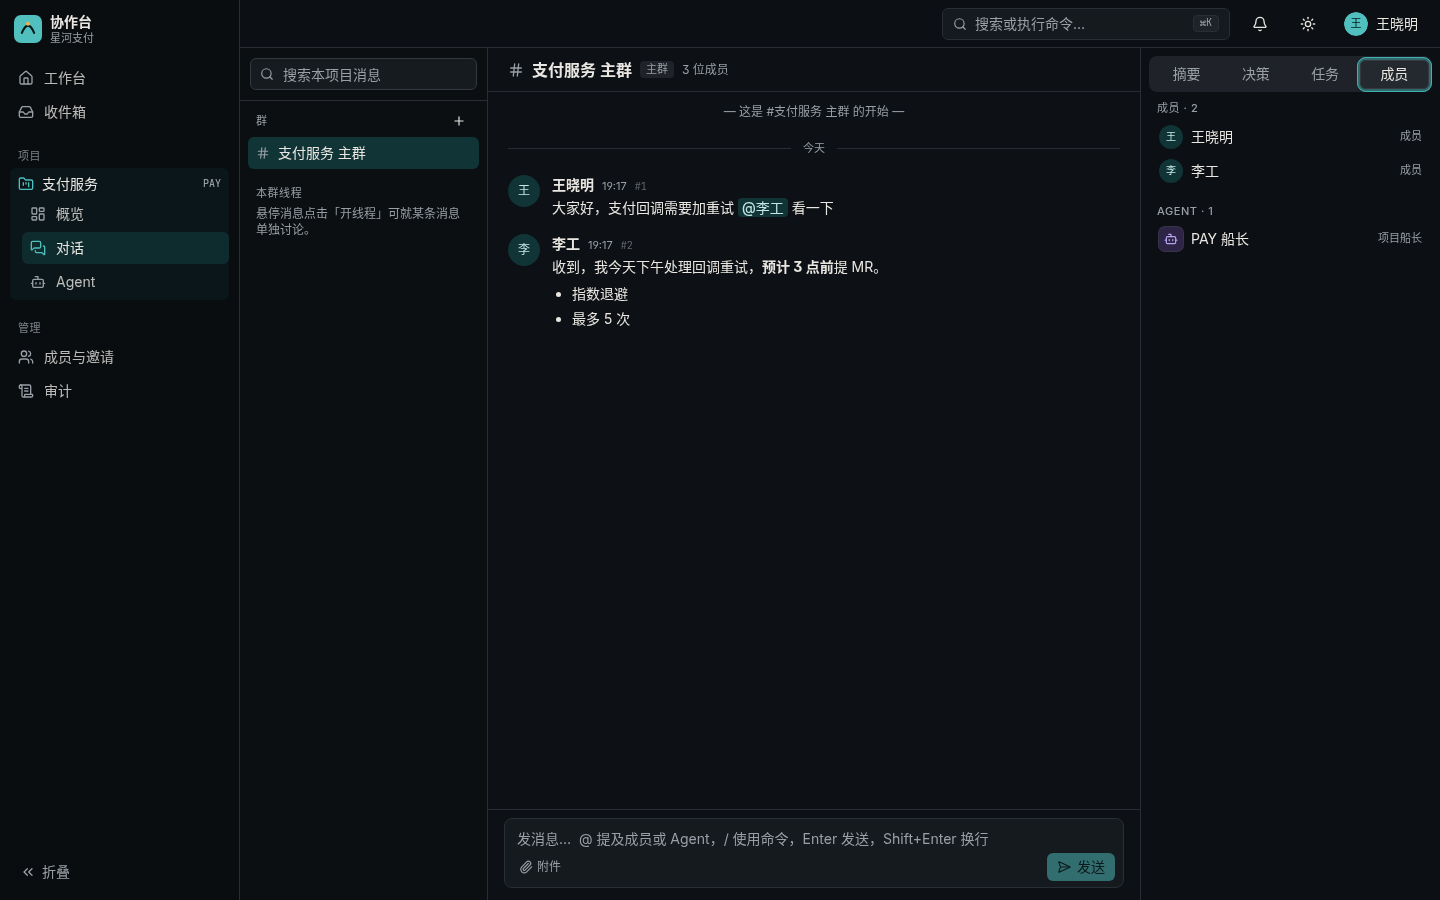 协作台
星河支付
工作台
收件箱
项目
支付服务 PAY
概览
对话
Agent
管理
成员与邀请
审计
折叠
搜索或执行命令... ⌘K
王 王晓明
搜索本项目消息
群
支付服务 主群
本群线程
悬停消息点击「开线程」可就某条消息
单独讨论。
支付服务 主群 主群 3 位成员
— 这是 #支付服务 主群 的开始 —
今天
王 王晓明 19:17 #1
大家好，支付回调需要加重试 @李工 看一下
李 李工 19:17 #2
收到，我今天下午处理回调重试，预计 3 点前提 MR。
• 指数退避
• 最多 5 次
发消息... @ 提及成员或 Agent，/ 使用命令，Enter 发送，Shift+Enter 换行
附件
发送
摘要 决策 任务 成员
成员 · 2
王 王晓明 成员
李 李工 成员
AGENT · 1
PAY 船长 项目船长